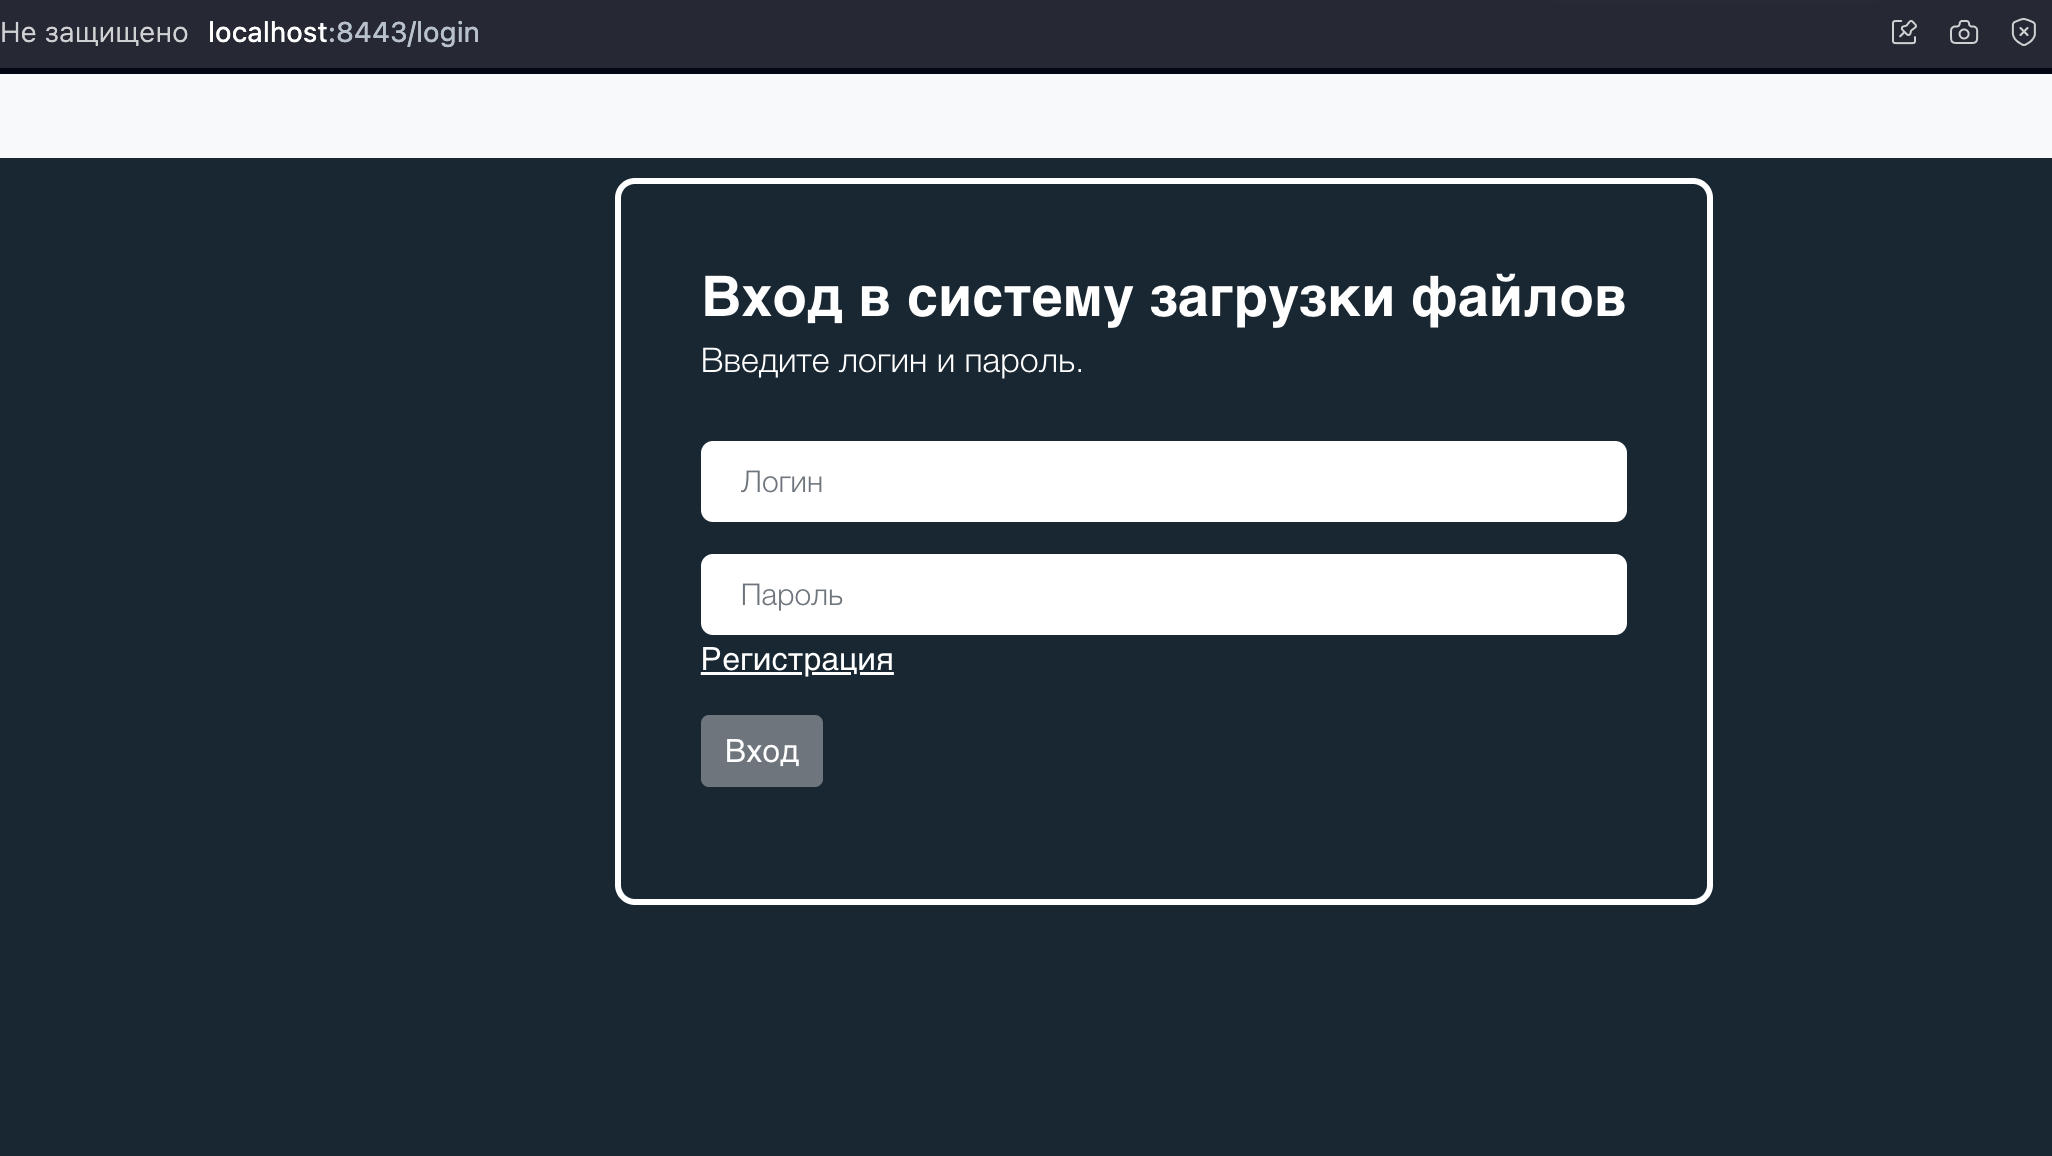 Не защищено localhost:8443/login
Вход в систему загрузки файлов
Введите логин и пароль.
Логин
Пароль
Регистрация
Вход